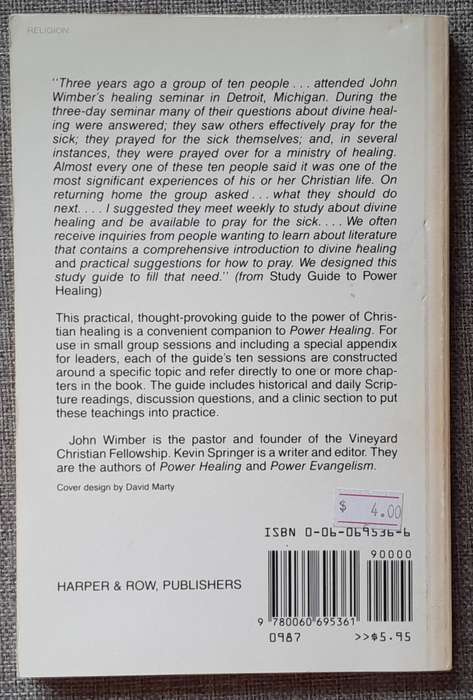 RELIGION
"Three years ago a group of ten people . . . attended John
Wimber's healing seminar in Detroit, Michigan. During the
three-day seminar many of their questions about divine heal-
ing were answered; they saw others effectively pray for the
sick; they prayed for the sick themselves; and, in several
instances, they were prayed over for a ministry of healing.
Almost every one of these ten people said it was one of the
most significant experiences of his or her Christian life. On
returning home the group asked . . . what they should do
next. . . . I suggested they meet weekly to study about divine
healing and be available to pray for the sick. . . . We often
receive inquiries from people wanting to learn about literature
that contains a comprehensive introduction to divine healing
and practical suggestions for how to pray. We designed this
study guide to fill that need." (from Study Guide to Power
Healing)
This practical, thought-provoking guide to the power of Chris-
tian healing is a convenient companion to Power Healing. For
use in small group sessions and including a special appendix
for leaders, each of the guide's ten sessions are constructed
around a specific topic and refer directly to one or more chap-
ters in the book. The guide includes historical and daily Scrip-
ture readings, discussion questions, and a clinic section to put
these teachings into practice.
John Wimber is the pastor and founder of the Vineyard
Christian Fellowship. Kevin Springer is a writer and editor. They
are the authors of Power Healing and Power Evangelism.
Cover design by David Marty
$ 4.00
ISBN 0-06-069536-6
90000
HARPER & ROW, PUBLISHERS
9 780060 695361
0987 >>$5.95